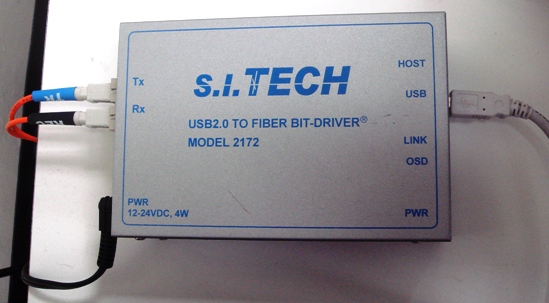 Tx
Rx
S.I.TECH
USB2.0 TO FIBER BIT-DRIVER®
MODEL 2172
HOST
USB
LINK
OSD
PWR
12-24VDC, 4W
PWR